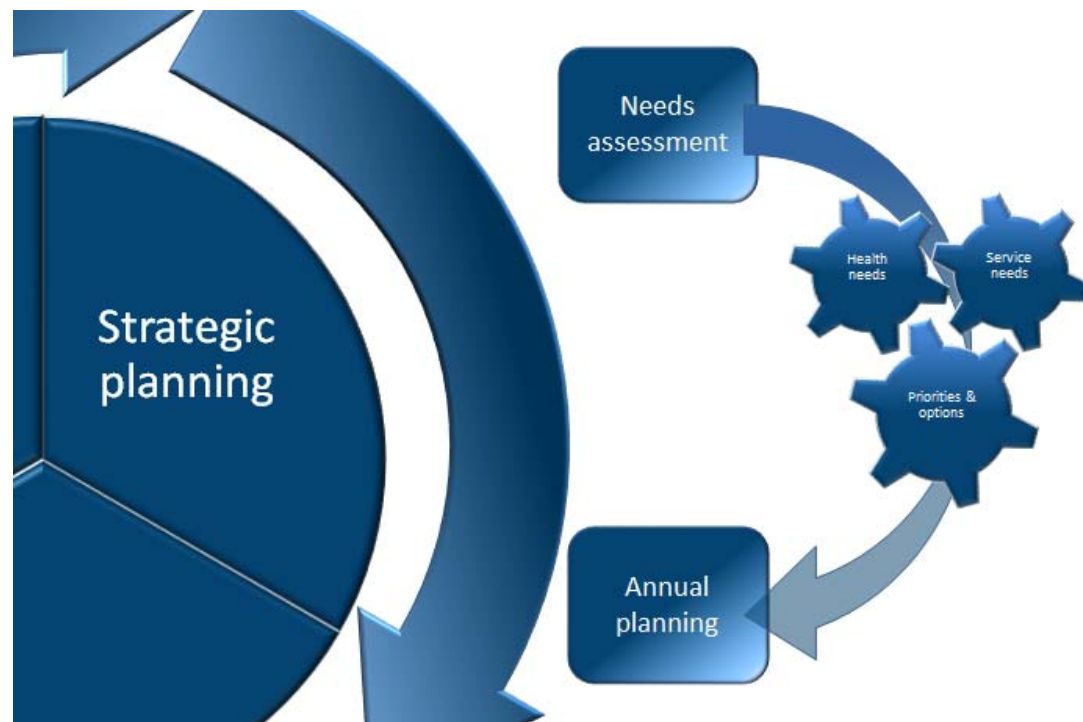 Strategic
planning
Needs
assessment
Health
needs
Service
needs
Priorities &
options
Annual
planning